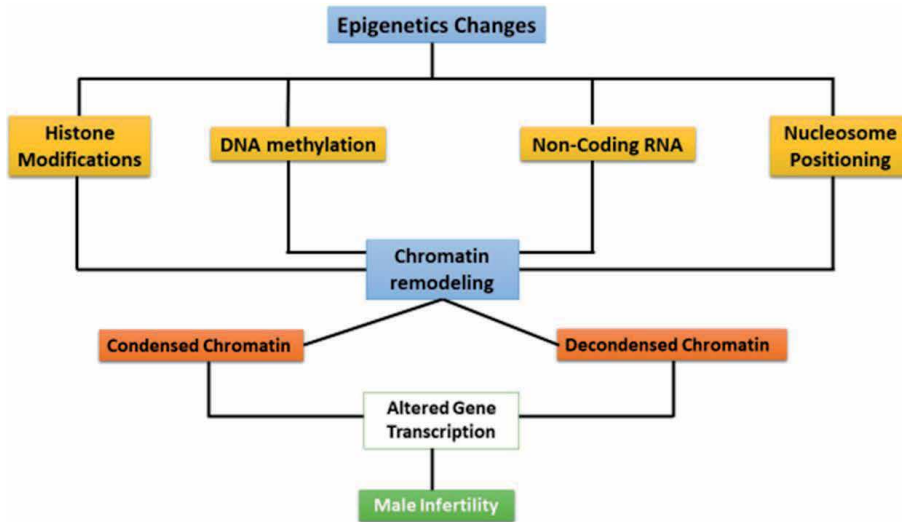 Epigenetics Changes
Histone
Modifications
DNA methylation
Non-Coding RNA
Nucleosome
Positioning
Chromatin
remodeling
Condensed Chromatin
Decondensed Chromatin
Altered Gene
Transcription
Male Infertility